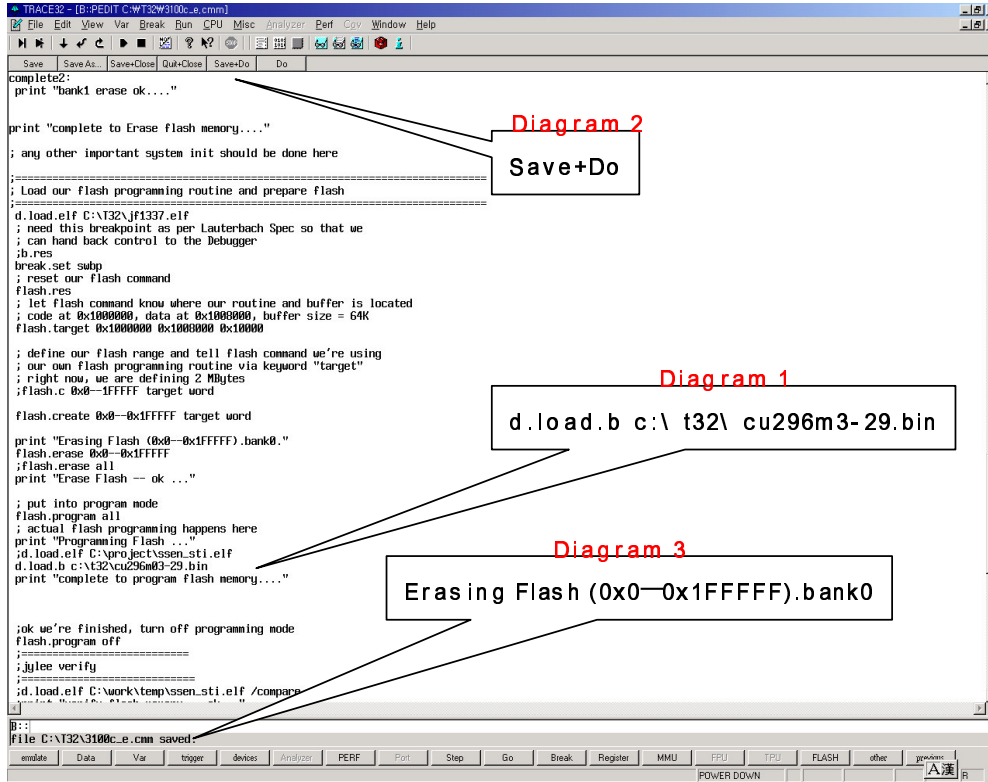 TRACE32 - [B::PEDIT C:₩T32₩3100c_e.cmm]
File Edit View Var Break Run CPU Misc Analyzer Perf Cov Window Help
Save Save As... Save+Close Quit+Close Save+Do Do
complete2:
print "bank1 erase ok...."
print "complete to Erase flash memory...."
; any other important system init should be done here
;=========================================================================
; Load our flash programming routine and prepare flash
;=========================================================================
d.load.elf C:\T32\jf1337.elf
; need this breakpoint as per Lauterbach Spec so that we
; can hand back control to the Debugger
;b.res
break.set swbp
; reset our flash command
flash.res
; let flash command know where our routine and buffer is located
; code at 0x1000000, data at 0x1008000, buffer size = 64K
flash.target 0x1000000 0x1008000 0x10000
; define our flash range and tell flash command we're using
; our own flash programming routine via keyword "target"
; right now, we are defining 2 MBytes
;flash.c 0x0--1FFFFF target word
flash.create 0x0--0x1FFFFF target word
print "Erasing Flash (0x0--0x1FFFFF).bank0."
flash.erase 0x0--0x1FFFFF
;flash.erase all
print "Erase Flash -- ok ..."
; put into program mode
flash.program all
; actual flash programming happens here
print "Programming Flash ..."
;d.load.elf C:\project\ssen_sti.elf
d.load.b c:\t32\cu296m03-29.bin
print "complete to program flash memory...."
;ok we're finished, turn off programming mode
flash.program off
;==========================
;jylee verify
;===========================
;d.load.elf C:\work\temp\ssen_sti.elf /compare
Diagram 2
Save+Do
Diagram 1
d.load.b c:\ t32\ cu296m3-29.bin
Diagram 3
Erasing Flash (0x0—0x1FFFFF).bank0
B::
file C:\T32\3100c_e.cmm saved.
emulate Data Var trigger devices Analyzer PERF Port Step Go Break Register MMU FPU TPU FLASH other previous
POWER DOWN
A漢
R